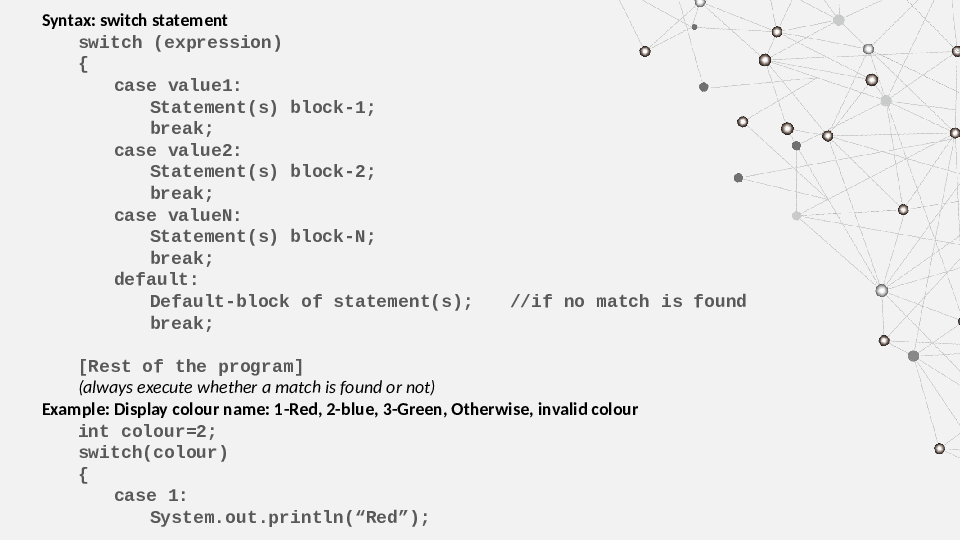 Syntax: switch statement
switch (expression)
{
case value1:
Statement(s) block-1;
break;
case value2:
Statement(s) block-2;
break;
case valueN:
Statement(s) block-N;
break;
default:
Default-block of statement(s); //if no match is found
break;
[Rest of the program]
(always execute whether a match is found or not)
Example: Display colour name: 1-Red, 2-blue, 3-Green, Otherwise, invalid colour
int colour=2;
switch(colour)
{
case 1:
System.out.println(“Red”);